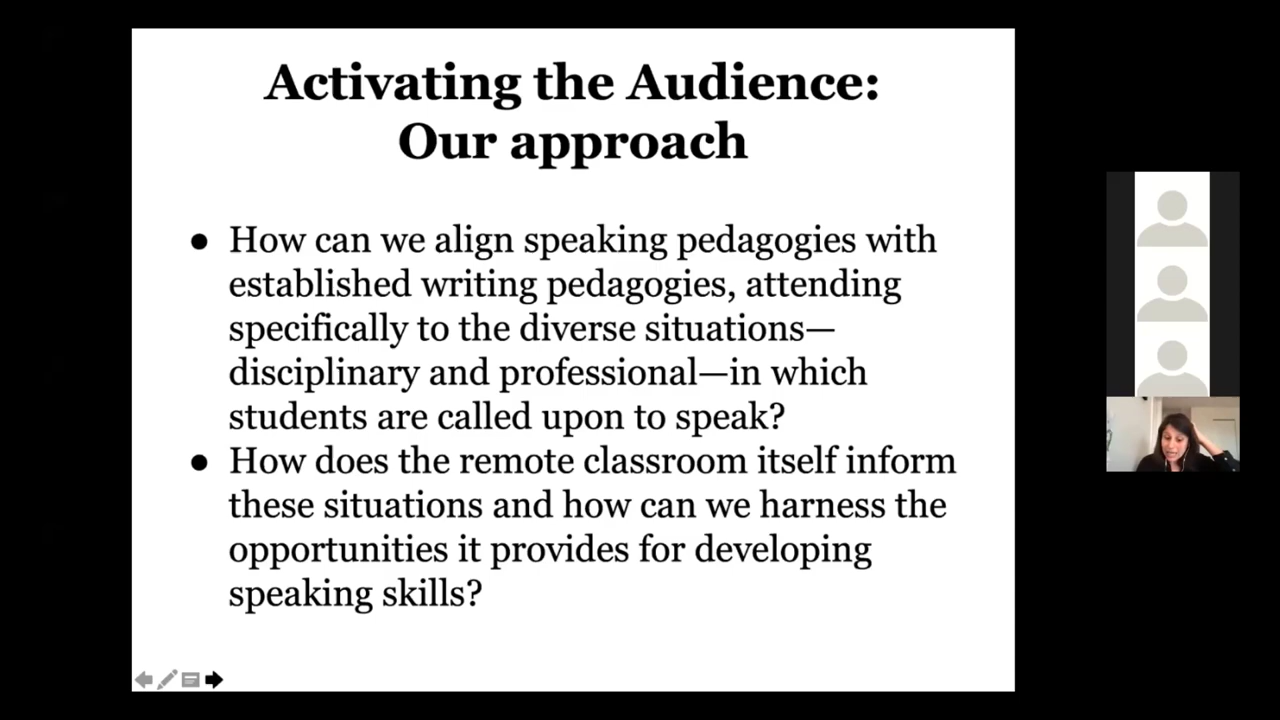 Activating the Audience:
Our approach
● How can we align speaking pedagogies with
established writing pedagogies, attending
specifically to the diverse situations—
disciplinary and professional—in which
students are called upon to speak?
● How does the remote classroom itself inform
these situations and how can we harness the
opportunities it provides for developing
speaking skills?